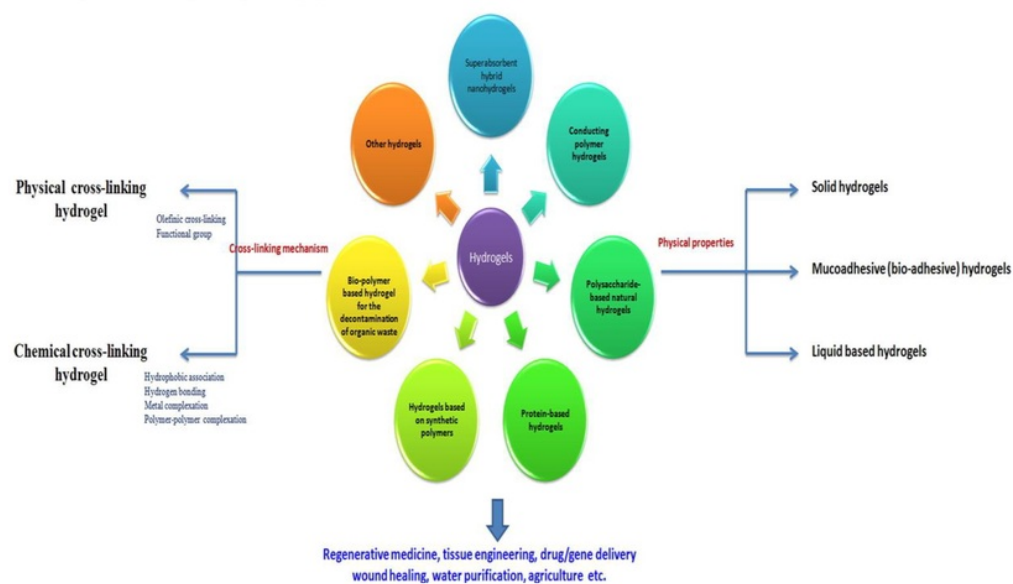 Superabsorbent
hybrid
nanohydrogels
Other hydrogels
Conducting
polymer
hydrogels
Physical cross-linking
hydrogel
Olefinic cross-linking
Functional group
Cross-linking mechanism
Chemical cross-linking
hydrogel
Hydrophobic association
Hydrogen bonding
Metal complexation
Polymer-polymer complexation
Hydrogels
Bio-polymer
based hydrogel
for the
decontamination
of organic waste
Polysaccharide-
based natural
hydrogels
Physical properties
Solid hydrogels
Mucoadhesive (bio-adhesive) hydrogels
Liquid based hydrogels
Hydrogels based
on synthetic
polymers
Protein-based
hydrogels
Regenerative medicine, tissue engineering, drug/gene delivery
wound healing, water purification, agriculture etc.